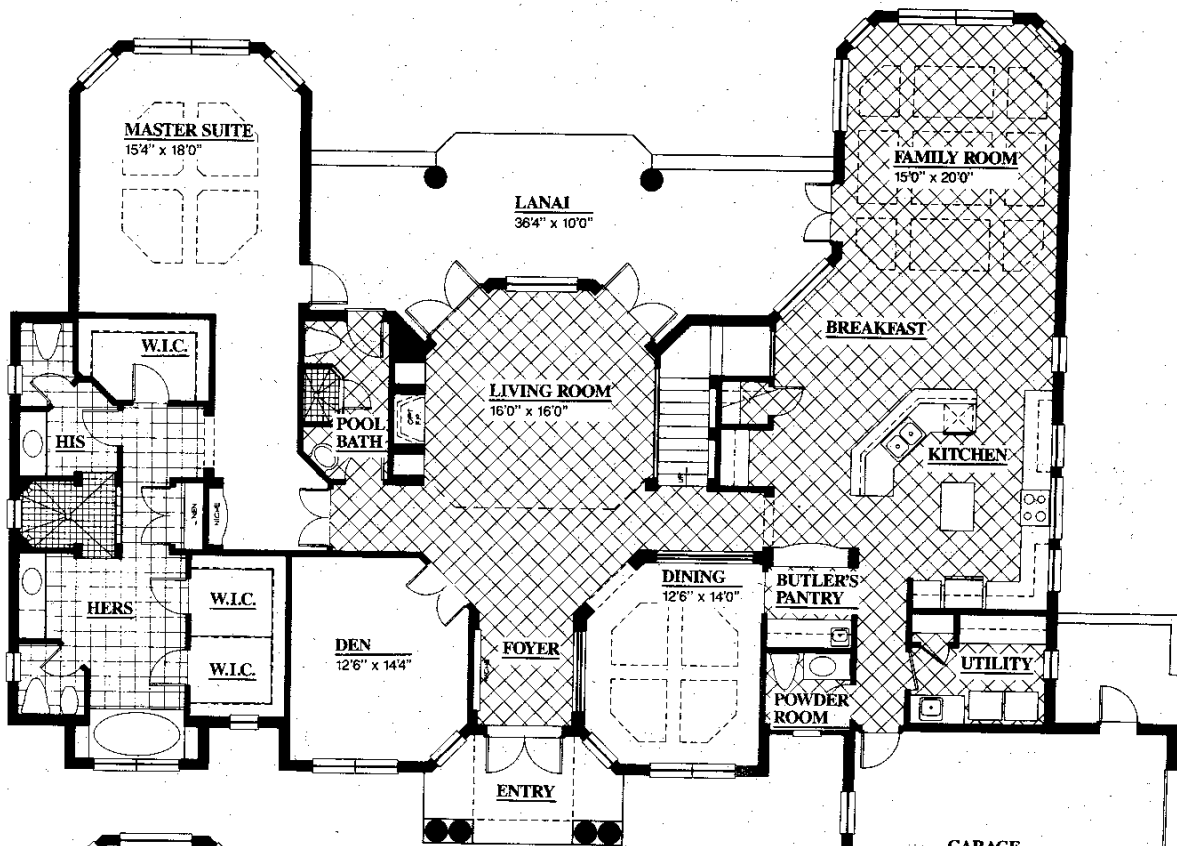 MASTER SUITE
15'4" x 18'0"
FAMILY ROOM
15'0" x 20'0"
LANAI
36'4" x 10'0"
BREAKFAST
W.I.C.
LIVING ROOM
16'0" x 16'0"
POOL
BATH
HIS
KITCHEN
UP
NICHE
DINING
12'6" x 14'0"
BUTLER'S
PANTRY
HERS
W.I.C.
W.I.C.
DEN
12'6" x 14'4"
FOYER
UTILITY
POWDER
ROOM
ENTRY
GARAGE